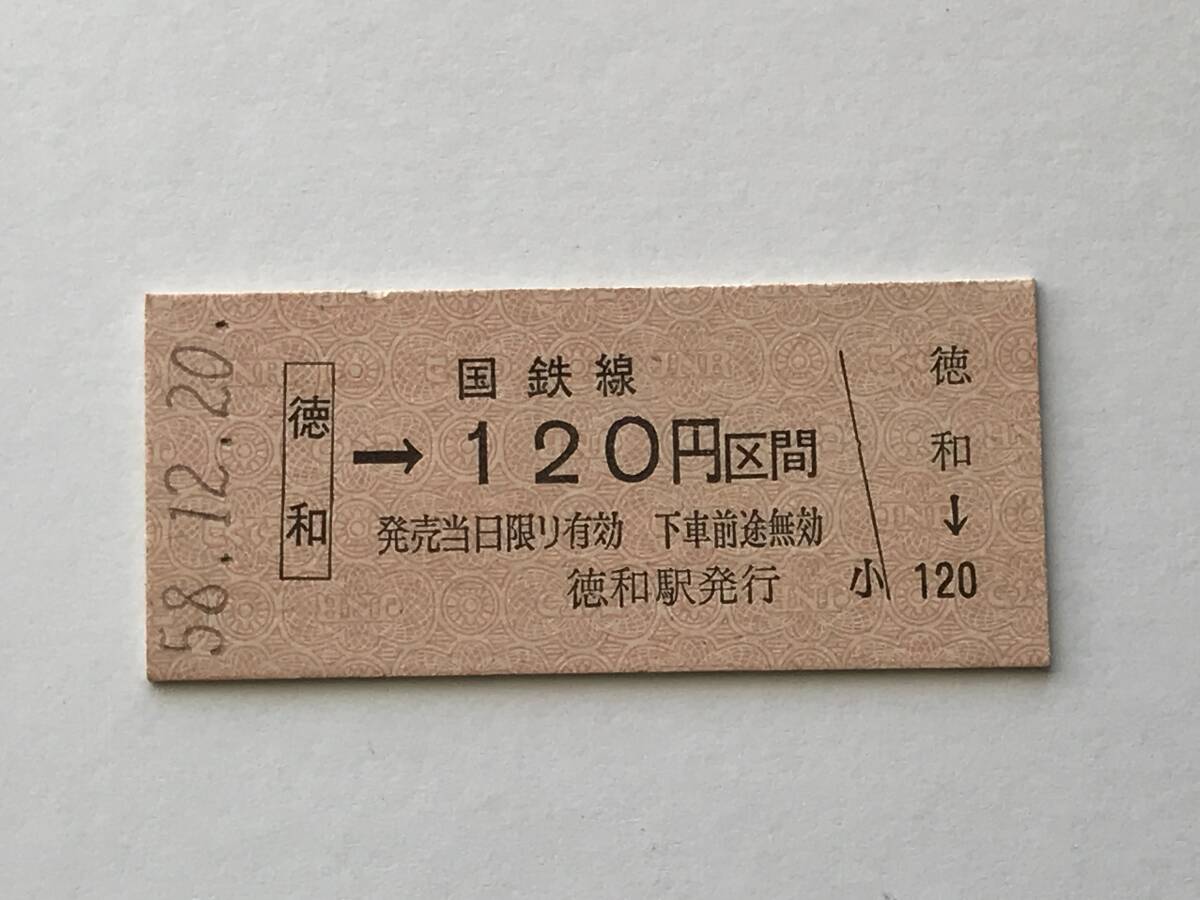 58.12.20.
徳和
国鉄線
→120円区間
発売当日限り有効 下車前途無効
徳和駅発行
小
徳和
↓
120